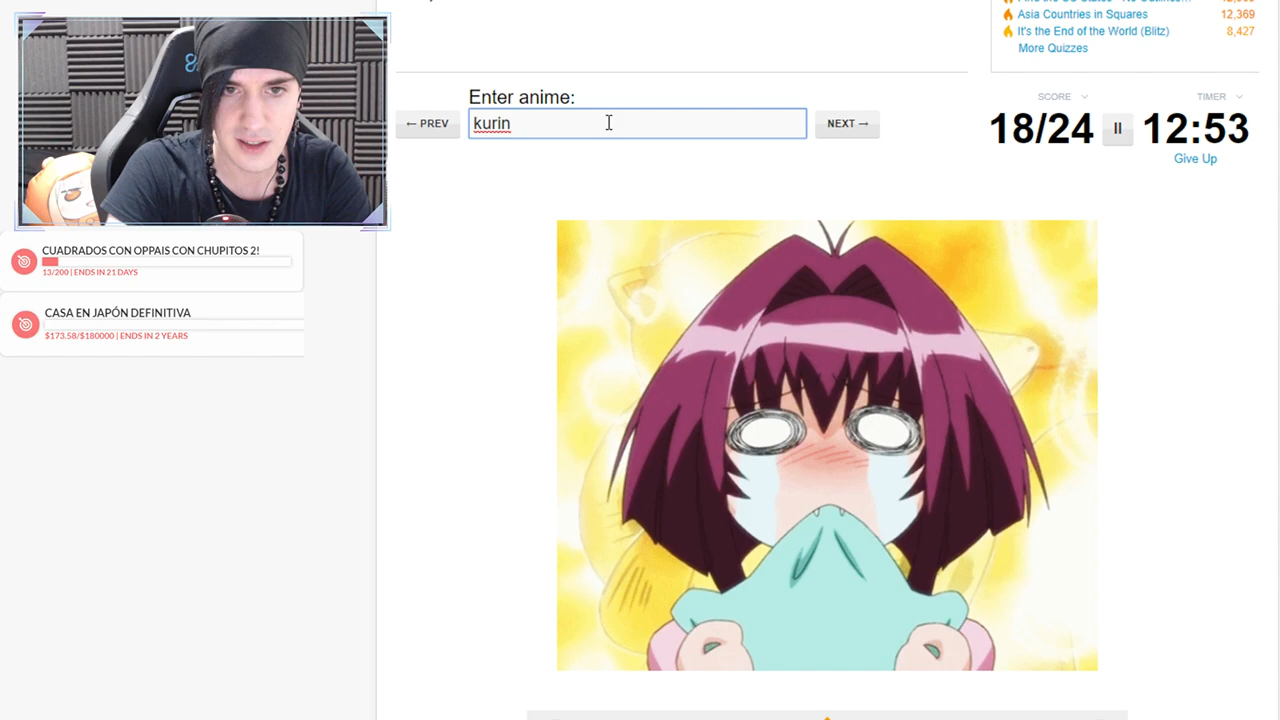 Asia Countries in Squares 12,369
It's the End of the World (Blitz) 8,427
More Quizzes
Enter anime:
← PREV
kurin
NEXT →
SCORE
18/24
TIMER
12:53
Give Up
CUADRADOS CON OPPAIS CON CHUPITOS 2!
13/200 | ENDS IN 21 DAYS
CASA EN JAPÓN DEFINITIVA
$173.58/$180000 | ENDS IN 2 YEARS